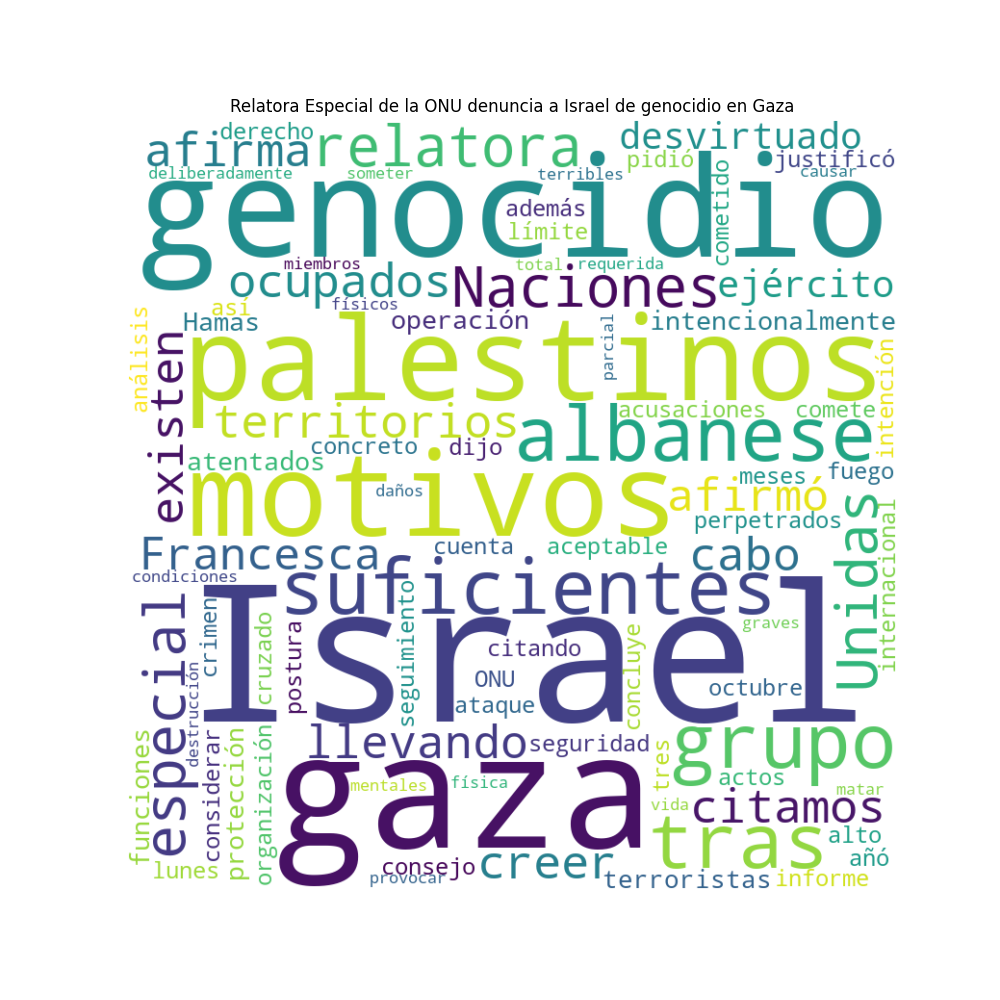 Relatora Especial de la ONU denuncia a Israel de genocidio en Gaza
derecho
afirma
relatora
desvirtuado
pidió
justificó
deliberadamente
someter
terribles
causar
genocidio
cometido
además
límite
miembros
total
requerida
ocupados
Naciones
ejército
físicos
así
Hamas
operación
intencionalmente
análisis
existen
palestinos
parcial
intención
territorios
albanese
acusaciones
comete
concreto
dijo
atentados
meses
fuego
motivos
daños
afirmó
perpetrados
Francesca
cuenta
aceptable
cabo
Unidas
internacional
condiciones
suficientes
especial
crimen
cruzado
postura
seguimiento
Israel
graves
citando
concluye
ONU
octubre
ataque
destrucción
llevando
seguridad
grupo
funciones
considerar
protección
organización
gaza
mentales
física
tres
actos
matar
vida
citamos
tras
alto
añó
lunes
consejo
creer
provocar
terroristas
informe